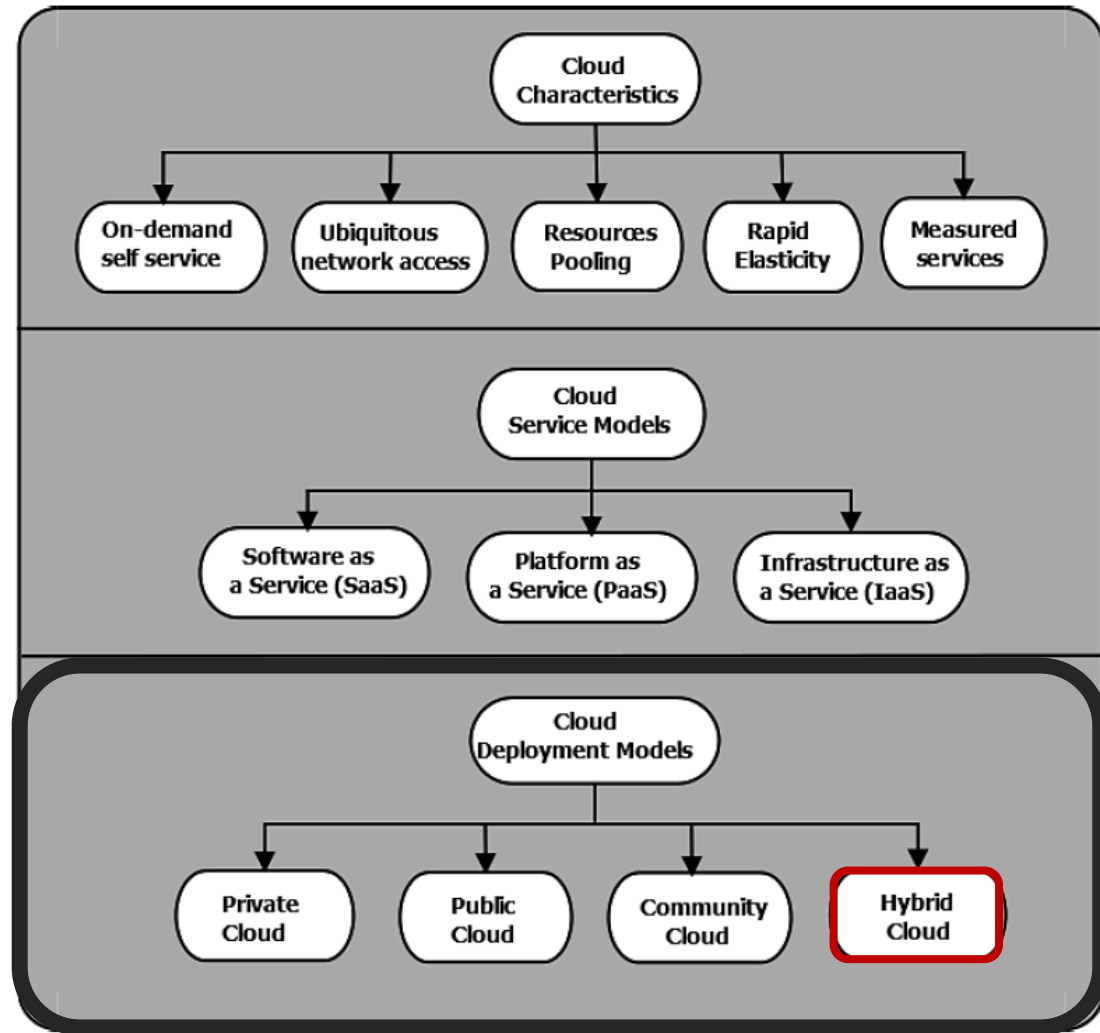 Cloud
Characteristics
On-demand
self service
Ubiquitous
network access
Resources
Pooling
Rapid
Elasticity
Measured
services
Cloud
Service Models
Software as
a Service (SaaS)
Platform as
a Service (PaaS)
Infrastructure as
a Service (IaaS)
Cloud
Deployment Models
Private
Cloud
Public
Cloud
Community
Cloud
Hybrid
Cloud